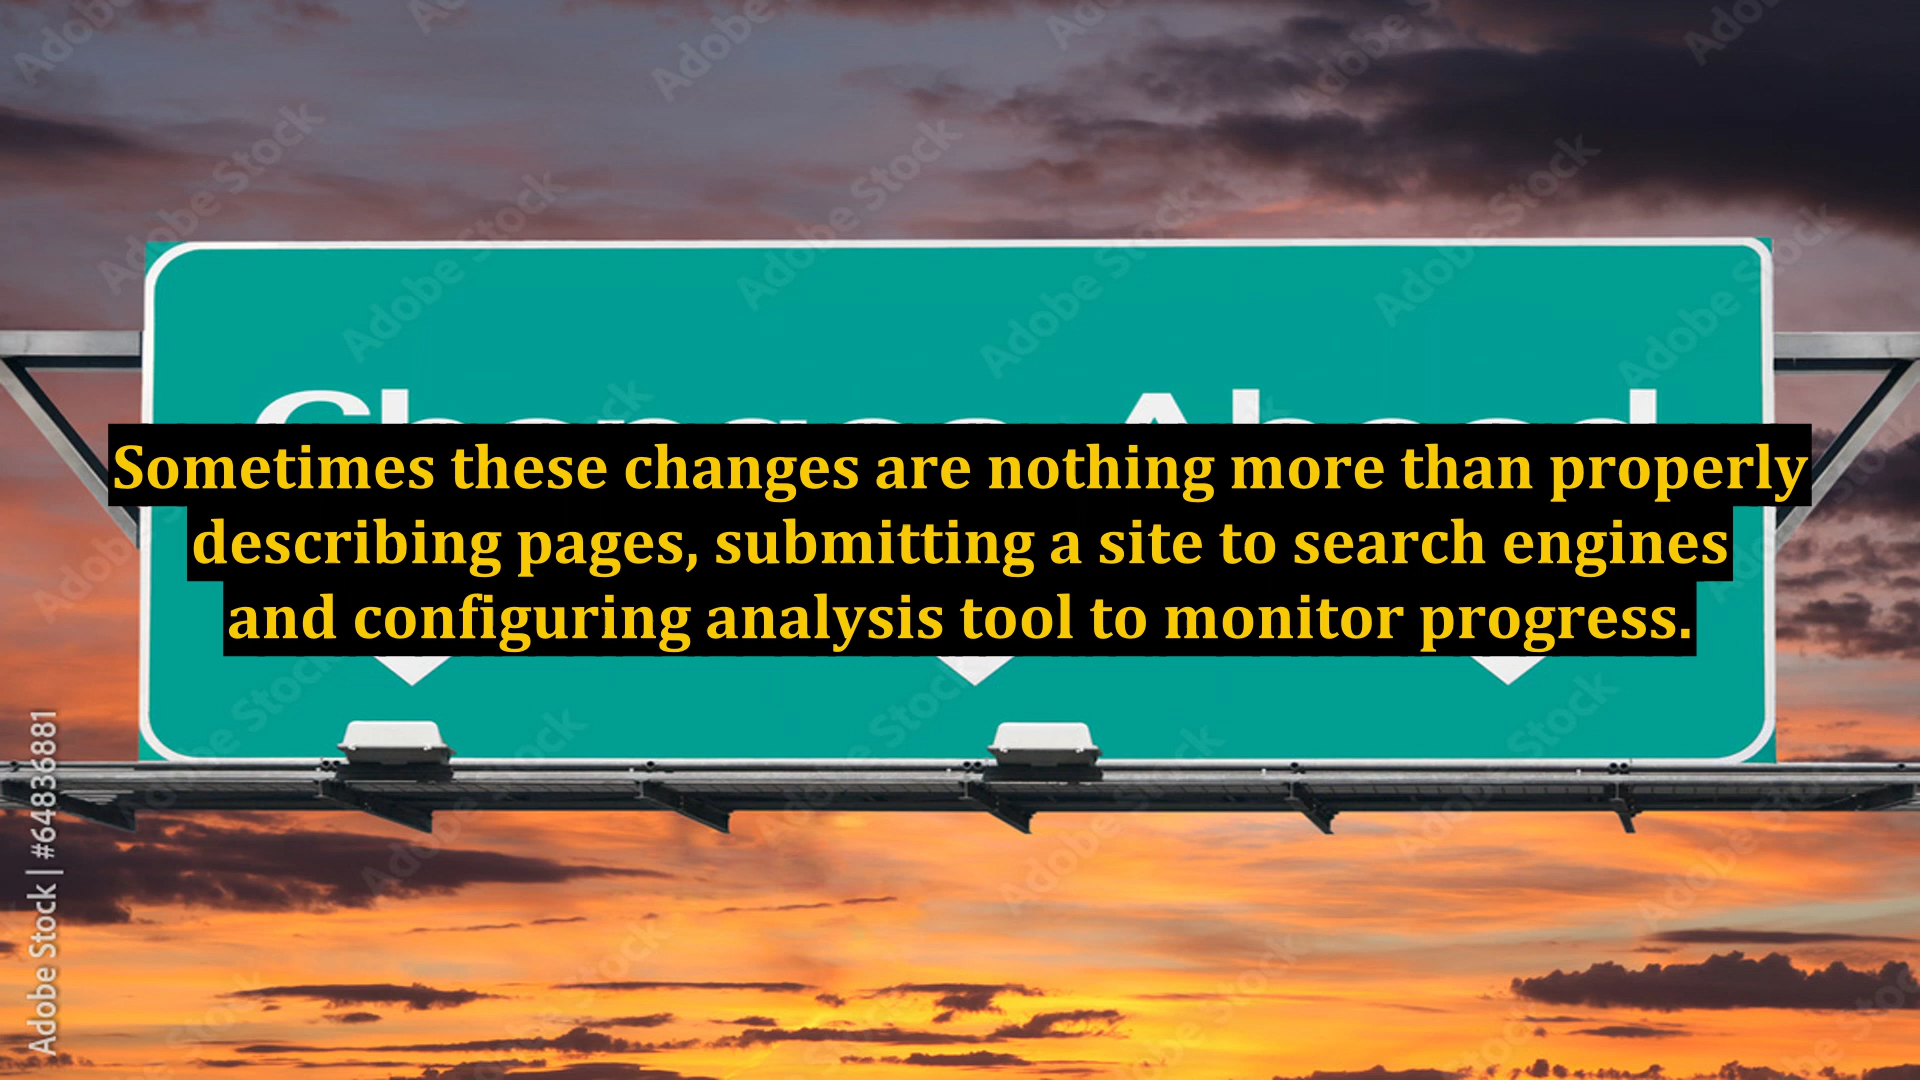 Sometimes these changes are nothing more than properly
describing pages, submitting a site to search engines
and configuring analysis tool to monitor progress.
Adobe Stock | #64836881